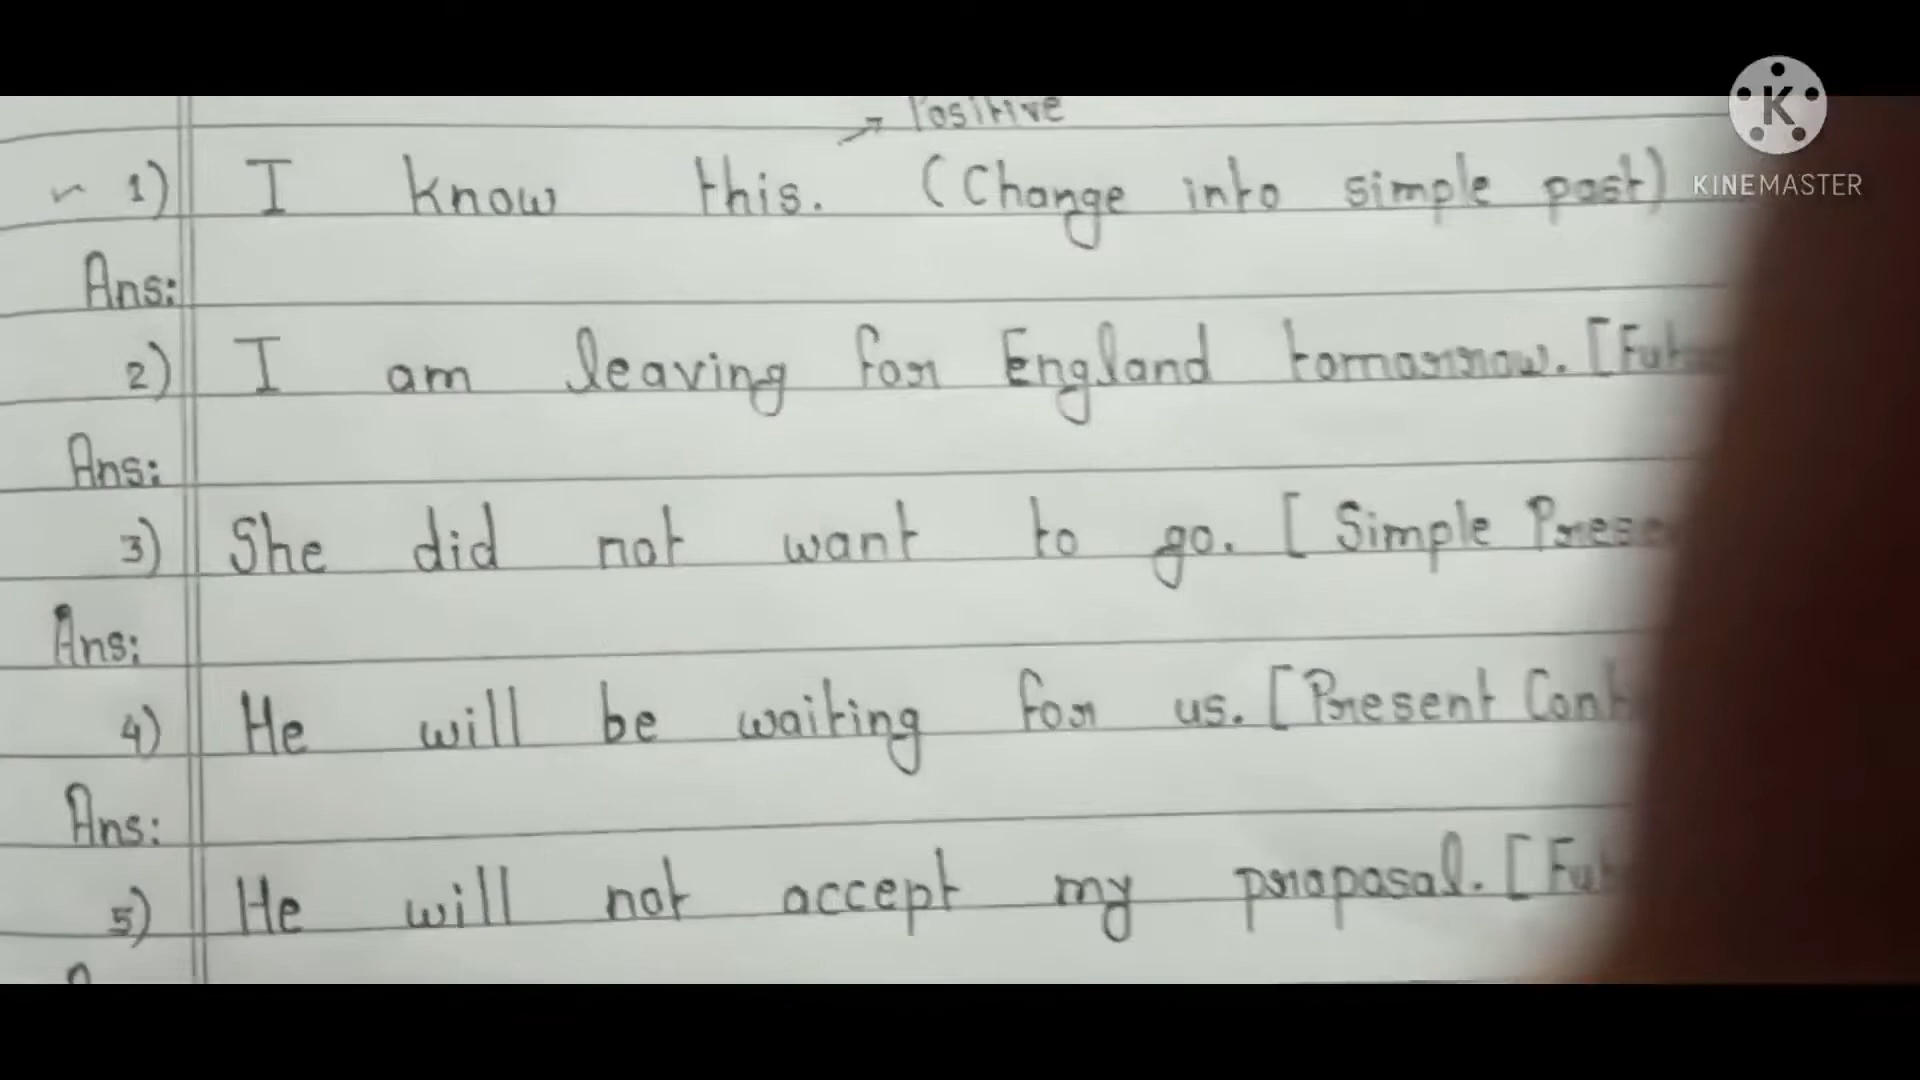 → Positive
1) I know this. (Change into simple past)
KINEMASTER
Ans:
2) I am leaving for England tomorrow. [
Ans:
3) She did not want to go. [ Simple
Ans:
4) He will be waiting for us. [Present
Ans:
5) He will not accept my proposal. [